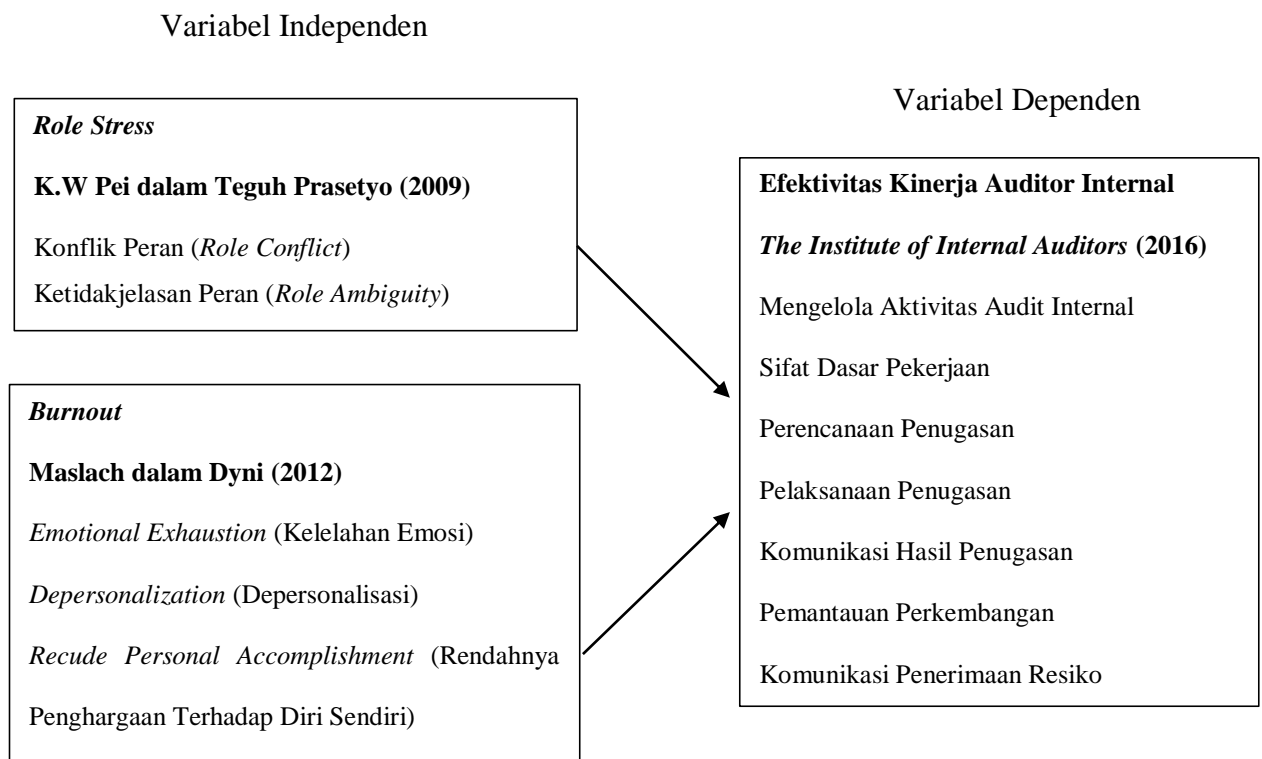 Variabel Independen
Role Stress
K.W Pei dalam Teguh Prasetyo (2009)
Konflik Peran (Role Conflict)
Ketidakjelasan Peran (Role Ambiguity)
Burnout
Maslach dalam Dyni (2012)
Emotional Exhaustion (Kelelahan Emosi)
Depersonalization (Depersonalisasi)
Recude Personal Accomplishment (Rendahnya
Penghargaan Terhadap Diri Sendiri)
Variabel Dependen
Efektivitas Kinerja Auditor Internal
The Institute of Internal Auditors (2016)
Mengelola Aktivitas Audit Internal
Sifat Dasar Pekerjaan
Perencanaan Penugasan
Pelaksanaan Penugasan
Komunikasi Hasil Penugasan
Pemantauan Perkembangan
Komunikasi Penerimaan Resiko